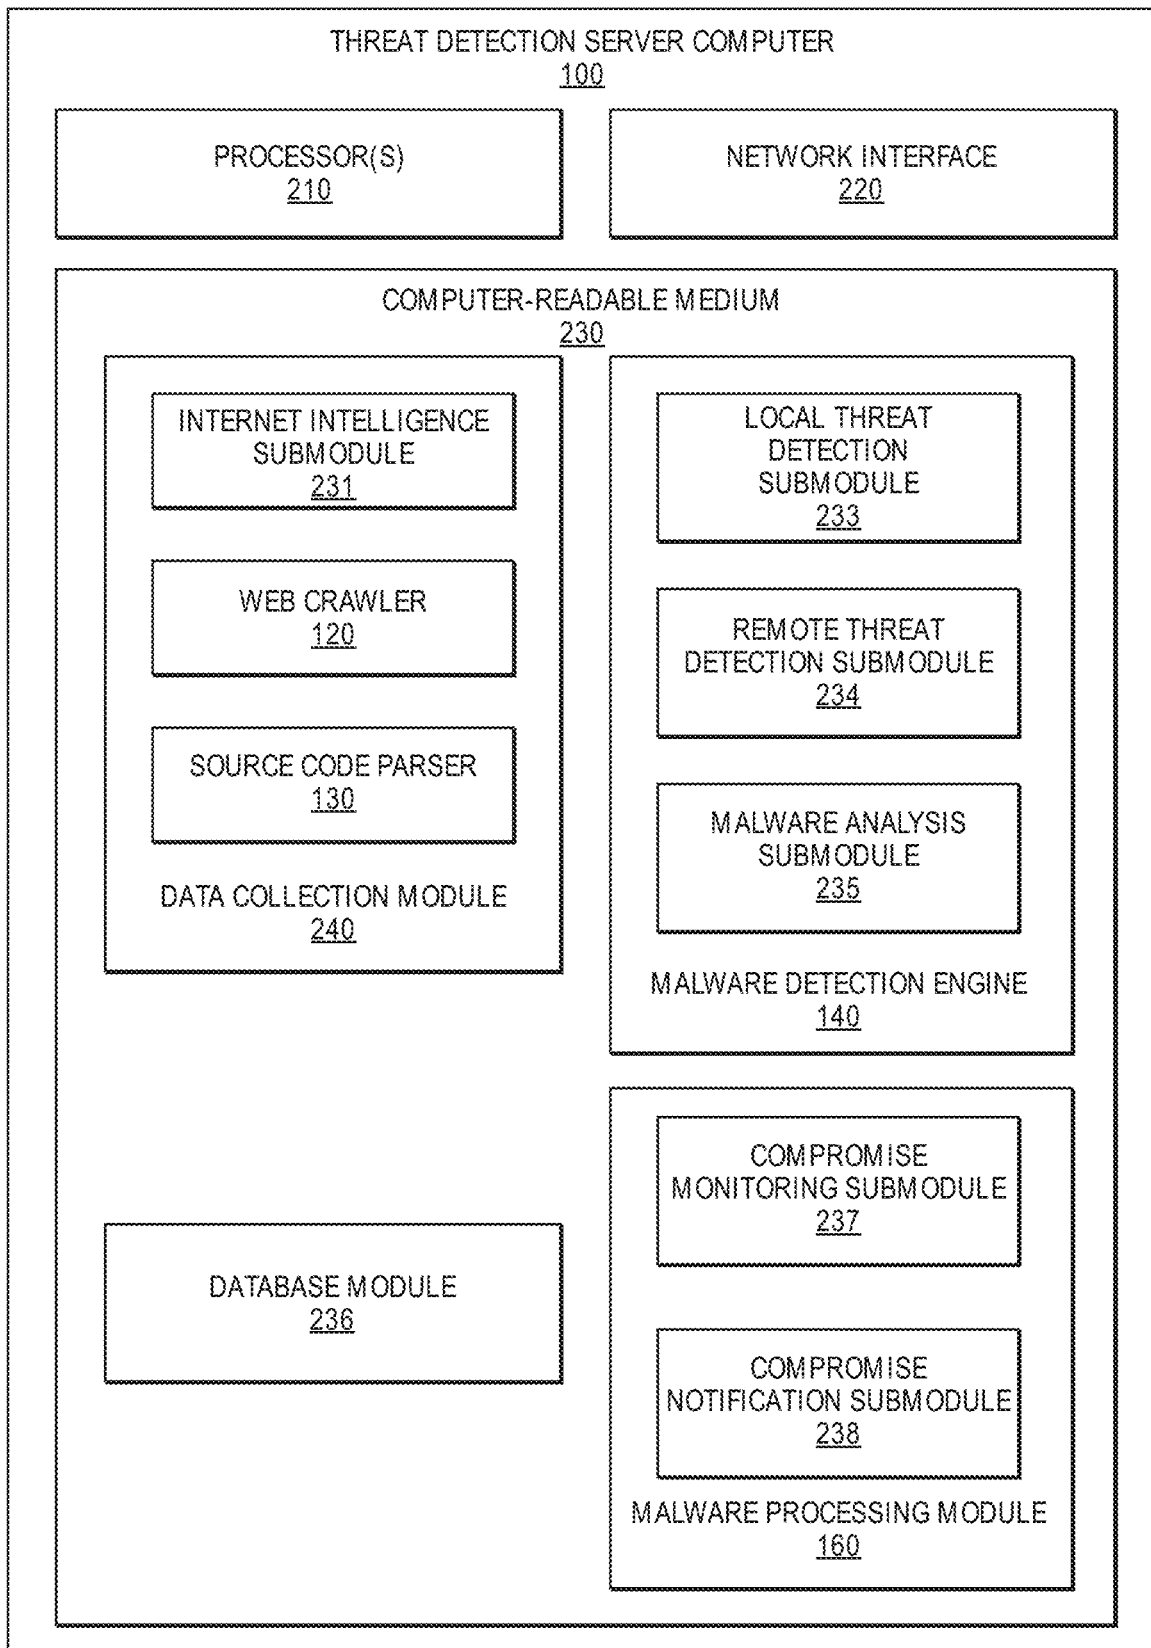 THREAT DETECTION SERVER COMPUTER
100
PROCESSOR(S)
210
NETWORK INTERFACE
220
COMPUTER-READABLE MEDIUM
230
INTERNET INTELLIGENCE
SUBMODULE
231
WEB CRAWLER
120
SOURCE CODE PARSER
130
DATA COLLECTION MODULE
240
LOCAL THREAT
DETECTION
SUBMODULE
233
REMOTE THREAT
DETECTION SUBMODULE
234
MALWARE ANALYSIS
SUBMODULE
235
MALWARE DETECTION ENGINE
140
DATABASE MODULE
236
COMPROMISE
MONITORING SUBMODULE
237
COMPROMISE
NOTIFICATION SUBMODULE
238
MALWARE PROCESSING MODULE
160